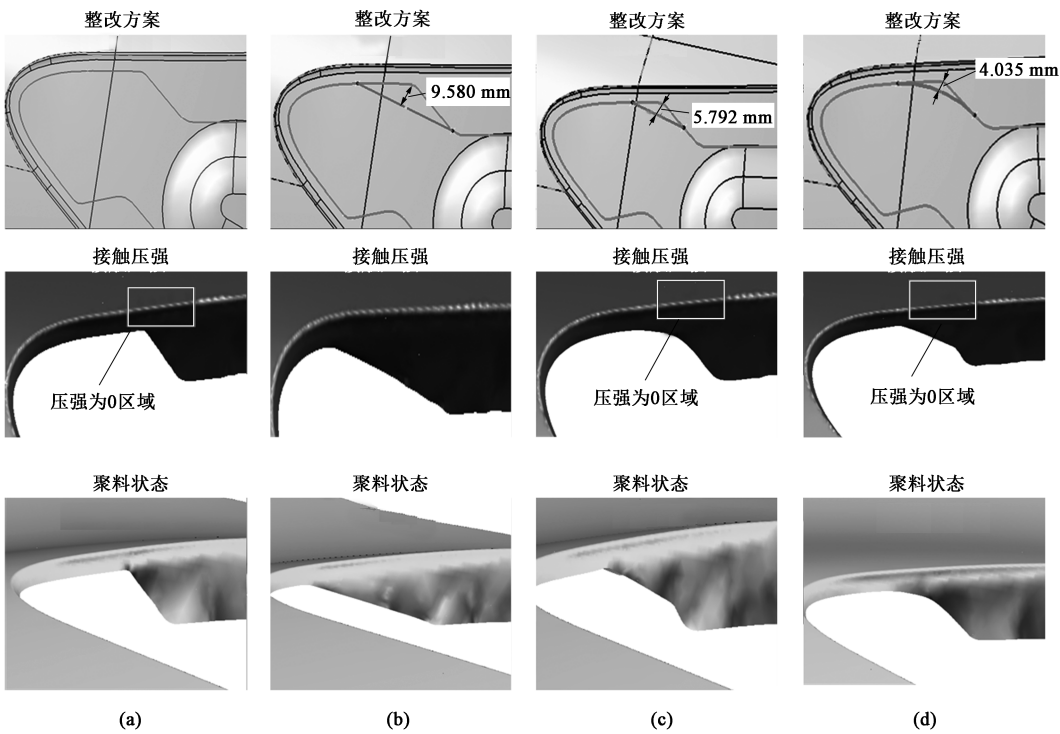 整改方案
整改方案
整改方案
整改方案
9.580 mm
5.792 mm
4.035 mm
接触压强
接触压强
接触压强
接触压强
压强为0区域
压强为0区域
压强为0区域
聚料状态
聚料状态
聚料状态
聚料状态
(a)
(b)
(c)
(d)